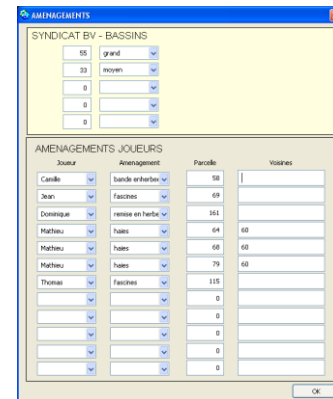 AMENAGEMENTS
SYNDICAT BV - BASSINS
55 grand
33 moyen
0
0
0
AMENAGEMENTS JOUEURS
Joueur Amenagement Parcelle Voisines
Camille bande enherbee 58
Jean fascines 69
Dominique remise en herbe 161
Mathieu haies 64 60
Mathieu haies 68 60
Mathieu haies 79 60
Thomas fascines 115
0
0
0
0
0
OK